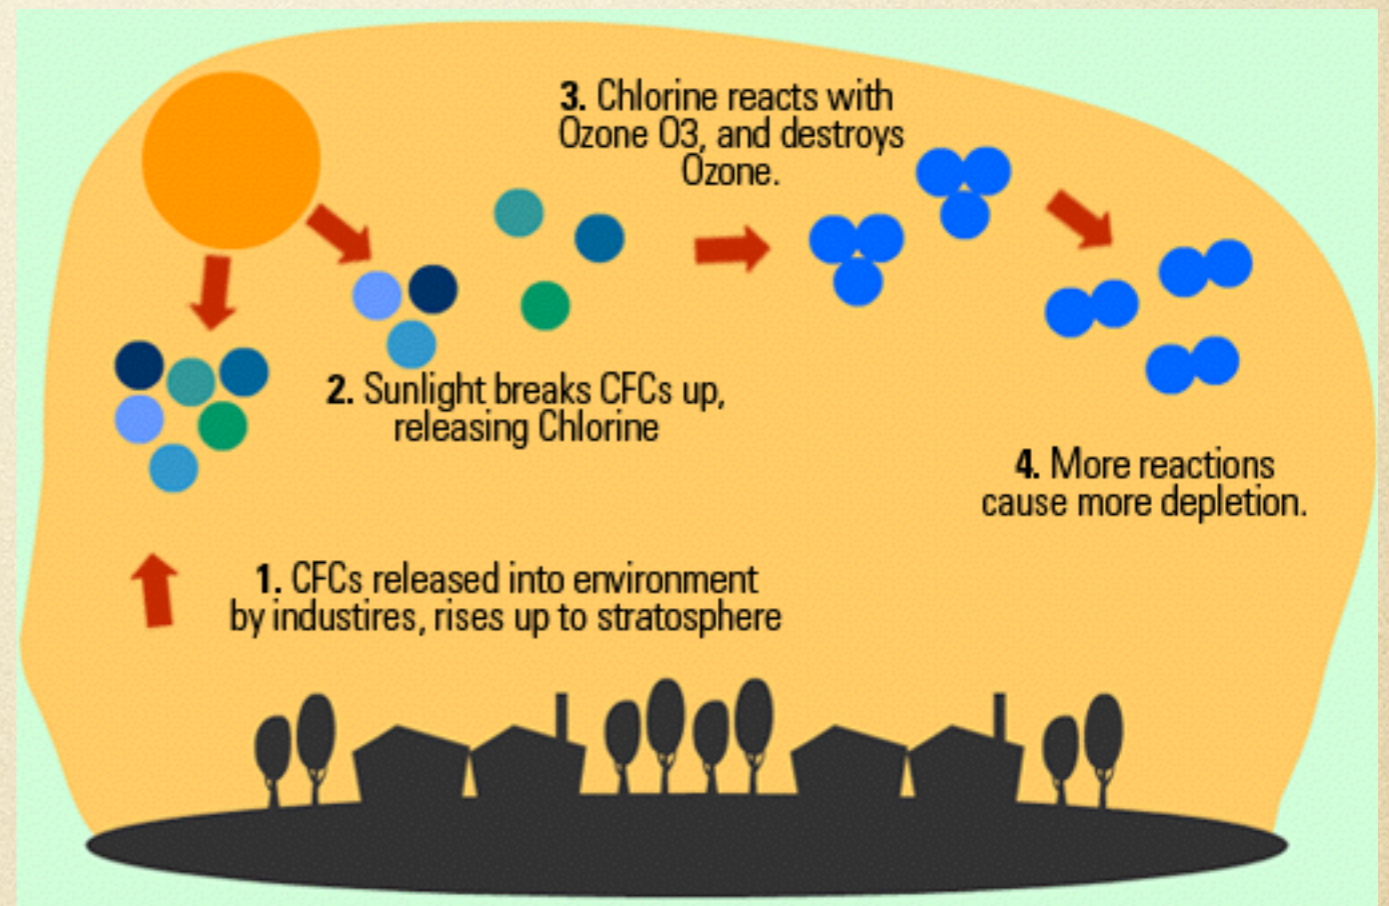 3. Chlorine reacts with
Ozone O3, and destroys
Ozone.
2. Sunlight breaks CFCs up,
releasing Chlorine
4. More reactions
cause more depletion.
1. CFCs released into environment
by industires, rises up to stratosphere